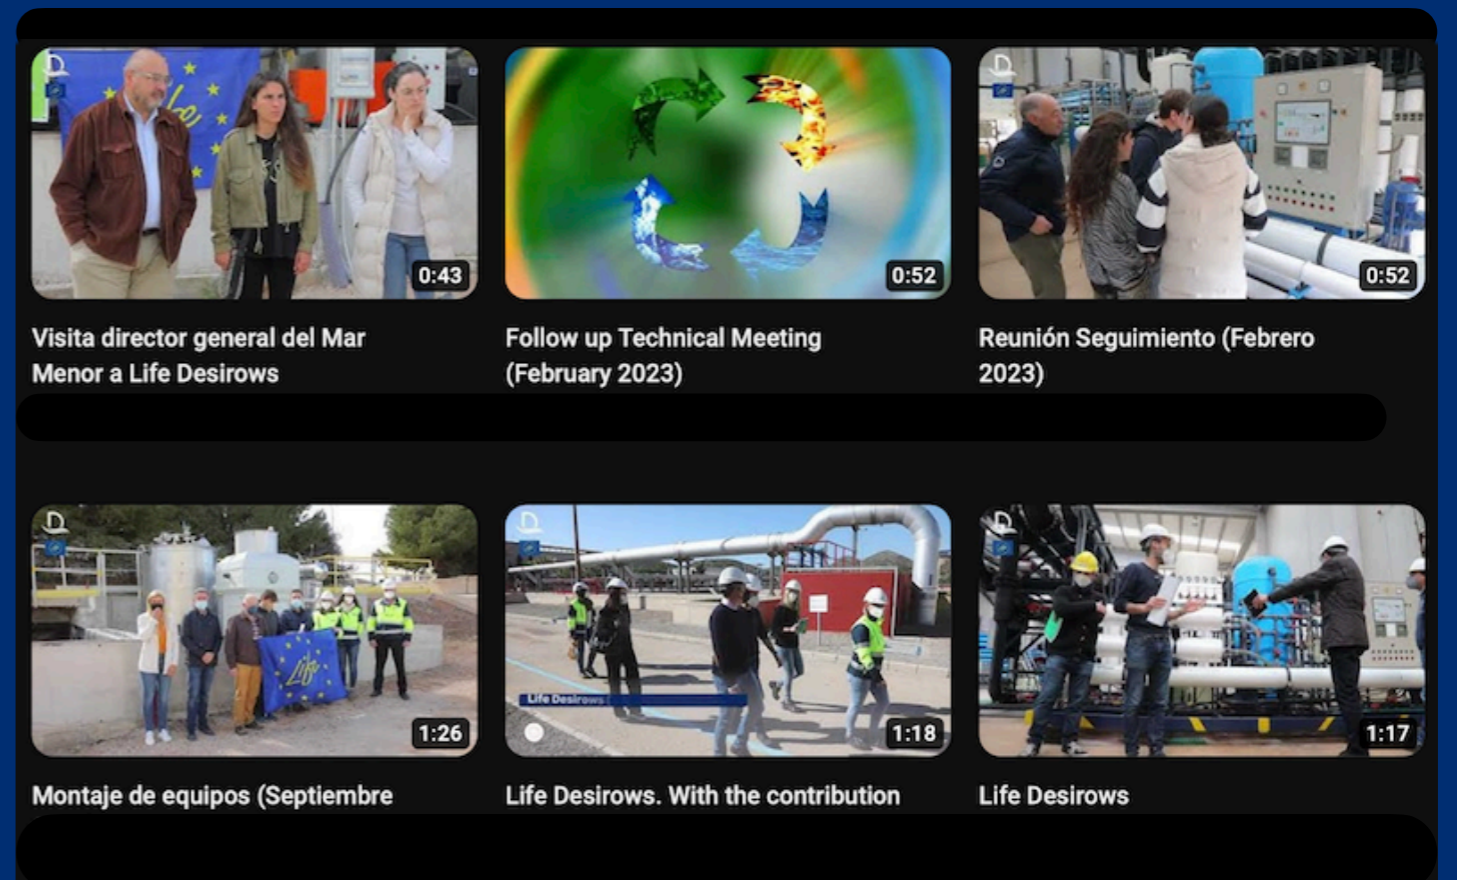 Life
0:43
0:52
0:52
Visita director general del Mar
Menor a Life Desirows
Follow up Technical Meeting
(February 2023)
Reunión Seguimiento (Febrero
2023)
Life
Life Desirows
1:26
1:18
1:17
Montaje de equipos (Septiembre
Life Desirows. With the contribution
Life Desirows